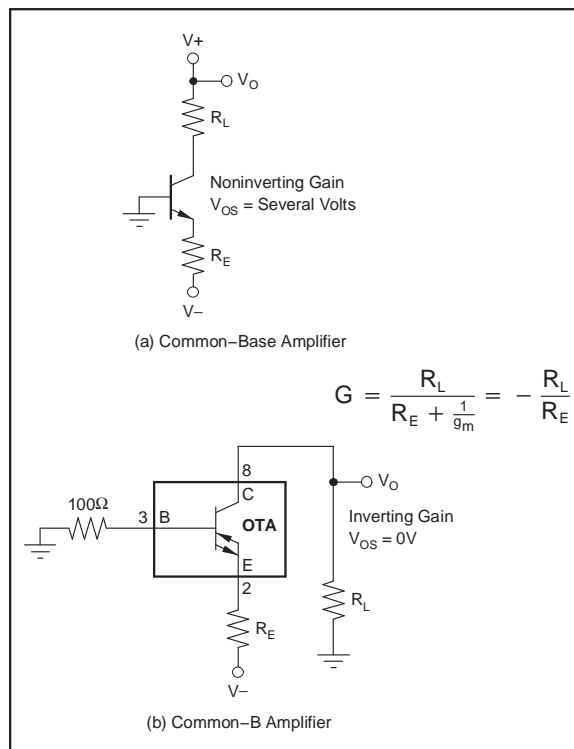 V+
V_O
R_L
Noninverting Gain
V_OS = Several Volts
R_E
V−
(a) Common−Base Amplifier
G = R_L / (R_E + 1/g_m) = − R_L / R_E
8
V_O
C
100Ω
3 B
OTA
Inverting Gain
V_OS = 0V
E
2
R_L
R_E
V−
(b) Common−B Amplifier